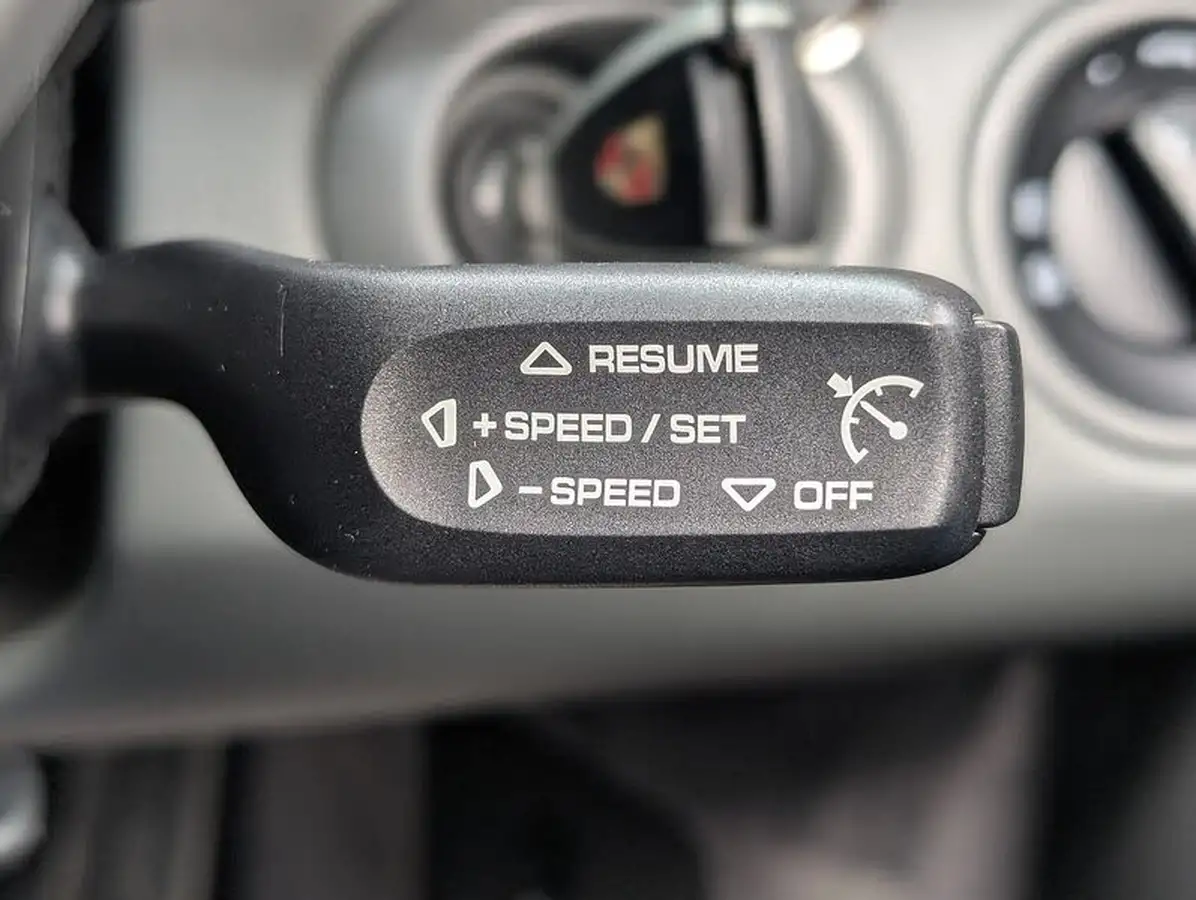 RESUME
+ SPEED / SET
- SPEED OFF